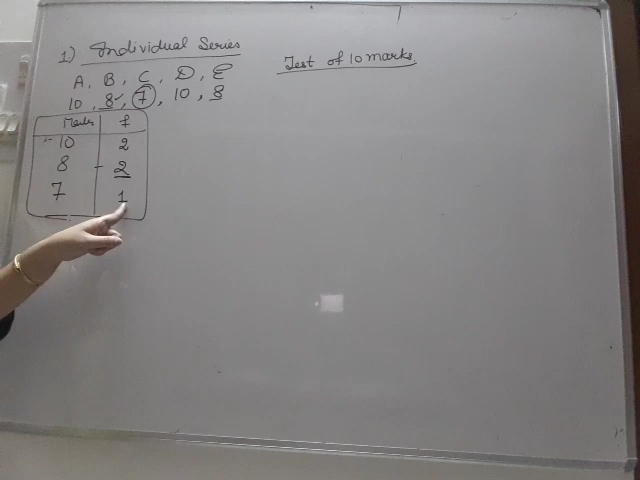 1) Individual Series
Test of 10 marks.
A, B, C, D, E
10, 8, 7, 10, 8
Marks f
10 2
8 2
7 1